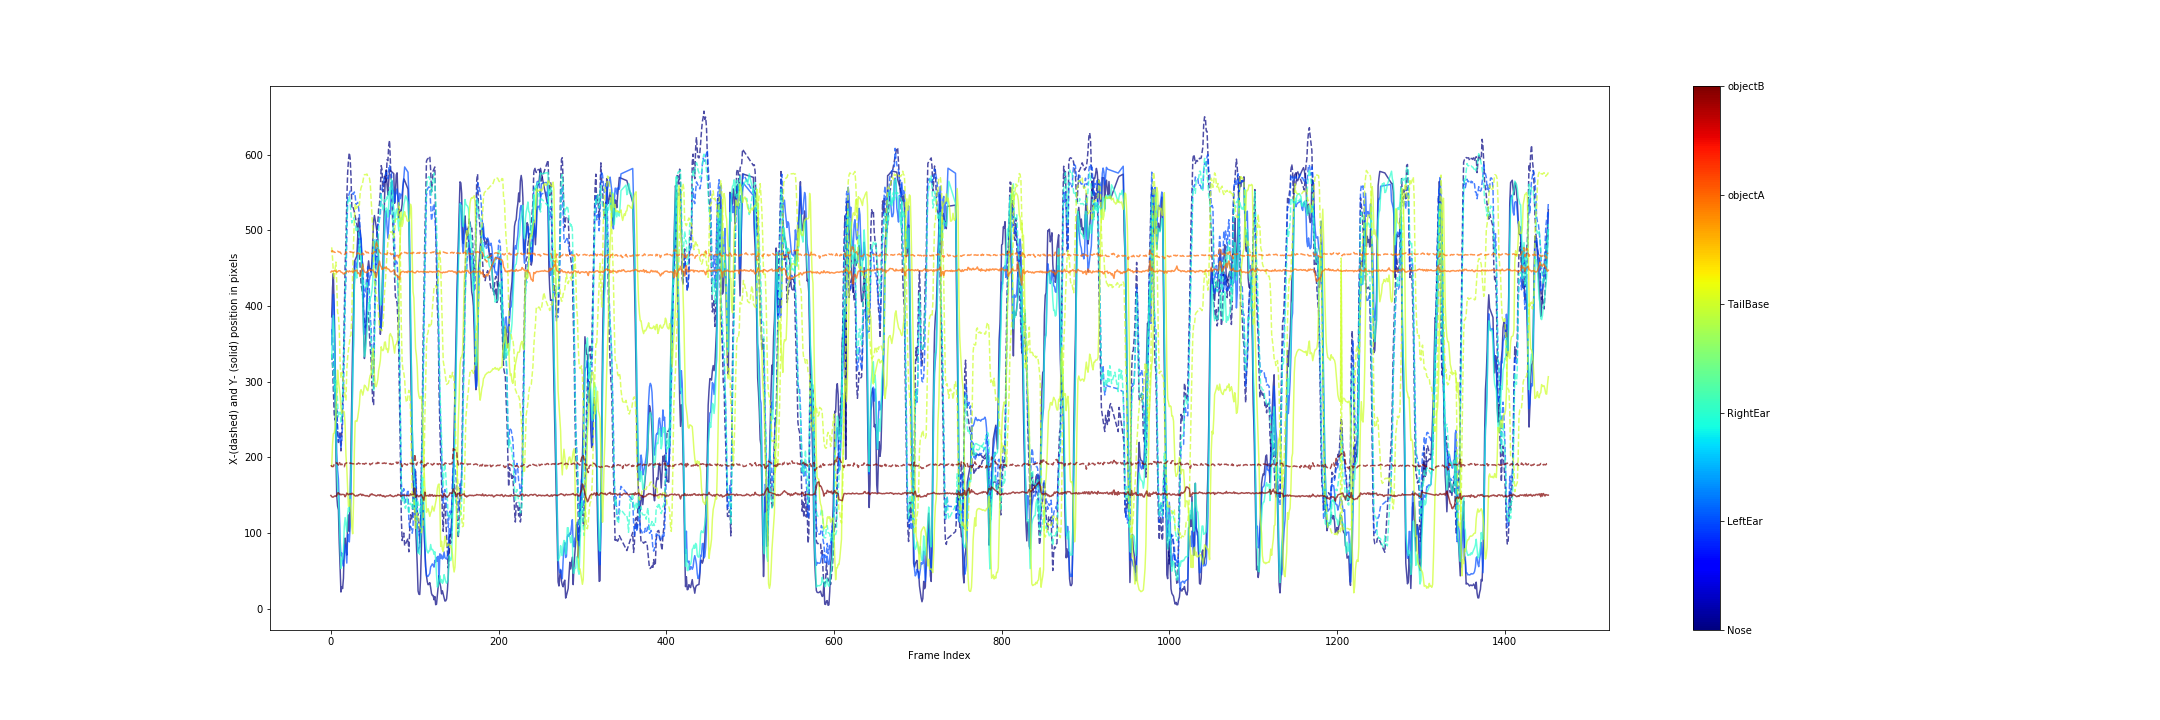 X-(dashed) and Y- (solid) position in pixels
600
500
400
300
200
100
0
0
200
400
600
800
1000
1200
1400
Frame Index
objectB
objectA
TailBase
RightEar
LeftEar
Nose